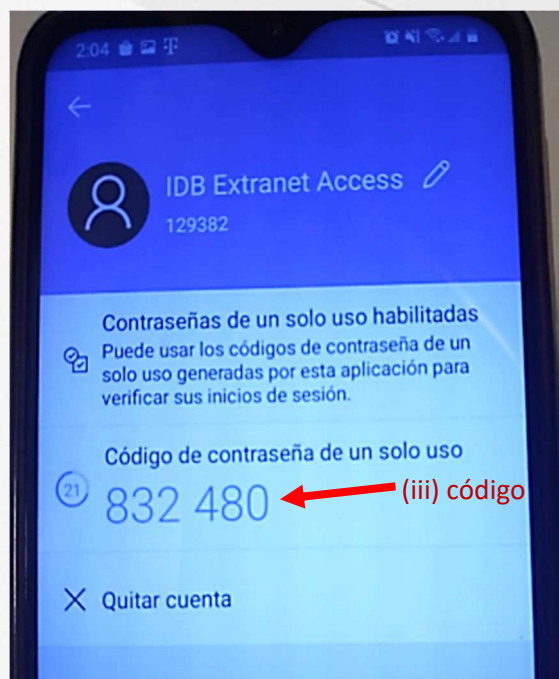 2:04
IDB Extranet Access
129382
Contraseñas de un solo uso habilitadas
Puede usar los códigos de contraseña de un
solo uso generadas por esta aplicación para
verificar sus inicios de sesión.
Código de contraseña de un solo uso
21
832 480
(iii) código
Quitar cuenta